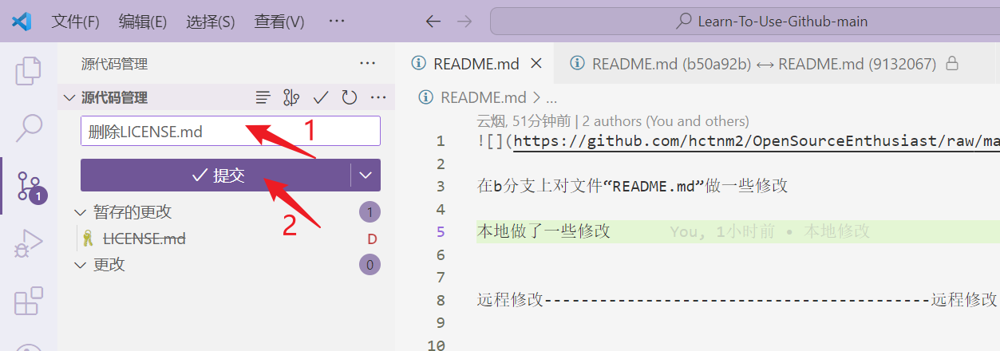 文件(F) 编辑(E) 选择(S) 查看(V) ··· Learn-To-Use-Github-main
源代码管理 ···
README.md README.md (b50a92b) ↔ README.md (9132067)
源代码管理 ···
README.md > ...
删除LICENSE.md 1
云烟, 51分钟前 | 2 authors (You and others)
1 ![](https://github.com/hctnm2/OpenSourceEnthusiast/raw/ma
提交
2
2
3 在b分支上对文件“README.md”做一些修改
暂存的更改 1
4
LICENSE.md D
5 本地做了一些修改 You, 1小时前 • 本地修改
更改 0
6
7
8 远程修改------------------------------------------远程修改
9
10
1